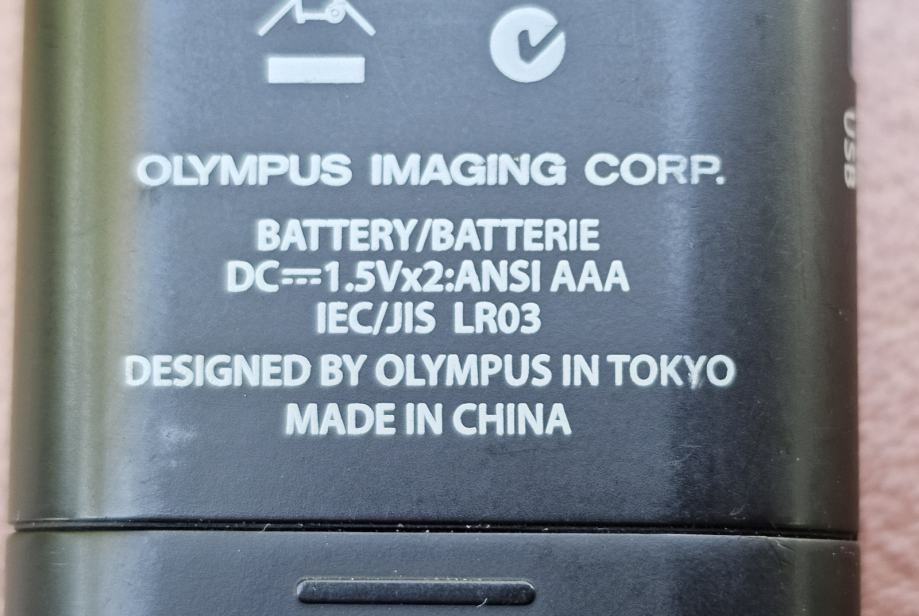 OLYMPUS IMAGING CORP.
BATTERY/BATTERIE
DC⎓1.5Vx2:ANSI AAA
IEC/JIS LR03
DESIGNED BY OLYMPUS IN TOKYO
MADE IN CHINA
USB